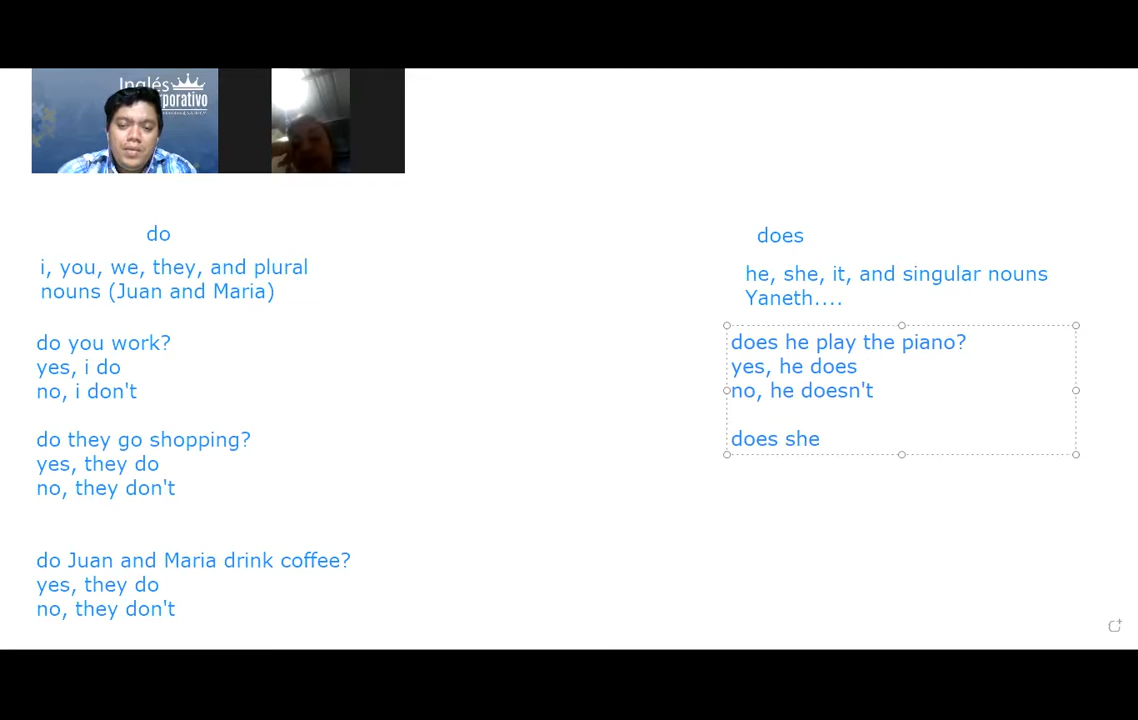 Inglés
porativo
do
i, you, we, they, and plural
nouns (Juan and Maria)
do you work?
yes, i do
no, i don't
do they go shopping?
yes, they do
no, they don't
do Juan and Maria drink coffee?
yes, they do
no, they don't
does
he, she, it, and singular nouns
Yaneth....
does he play the piano?
yes, he does
no, he doesn't
does she